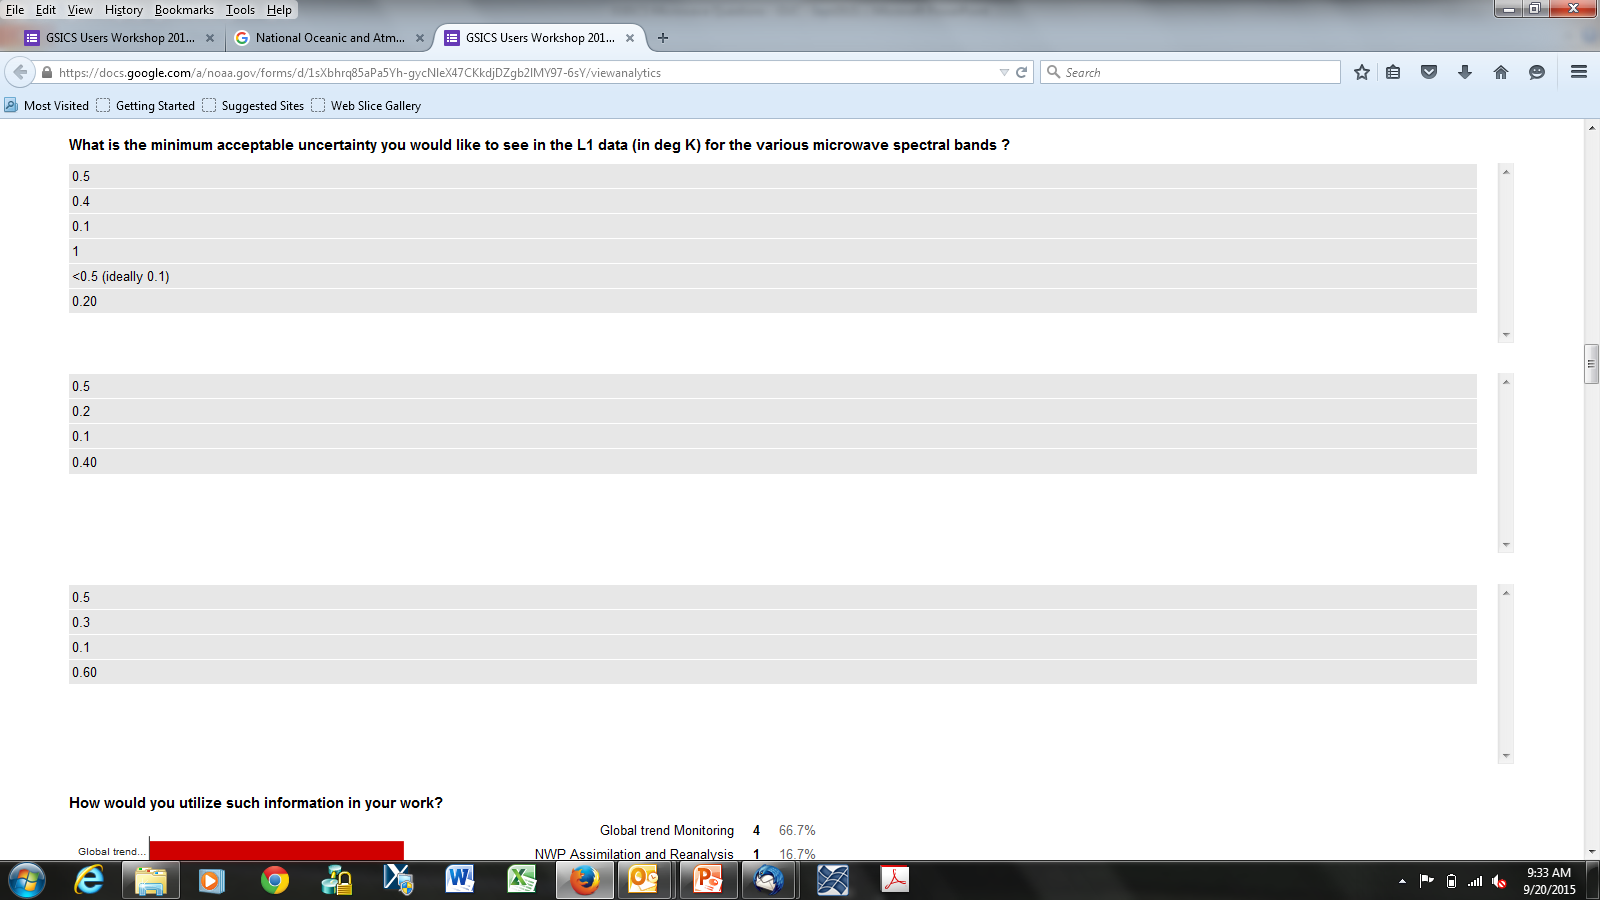 File Edit View History Bookmarks Tools Help
GSICS Users Workshop 201... National Oceanic and Atm... GSICS Users Workshop 201...
https://docs.google.com/a/noaa.gov/forms/d/1sXbhrq85aPa5Yh-gycNIeX47CKkdjDZgb2IMY97-6sY/viewanalytics Search
Most Visited Getting Started Suggested Sites Web Slice Gallery
What is the minimum acceptable uncertainty you would like to see in the L1 data (in deg K) for the various microwave spectral bands ?
0.5
0.4
0.1
1
<0.5 (ideally 0.1)
0.20
0.5
0.2
0.1
0.40
0.5
0.3
0.1
0.60
How would you utilize such information in your work?
Global trend Monitoring 4 66.7%
Global trend...
NWP Assimilation and Reanalysis 1 16.7%
9:33 AM
9/20/2015